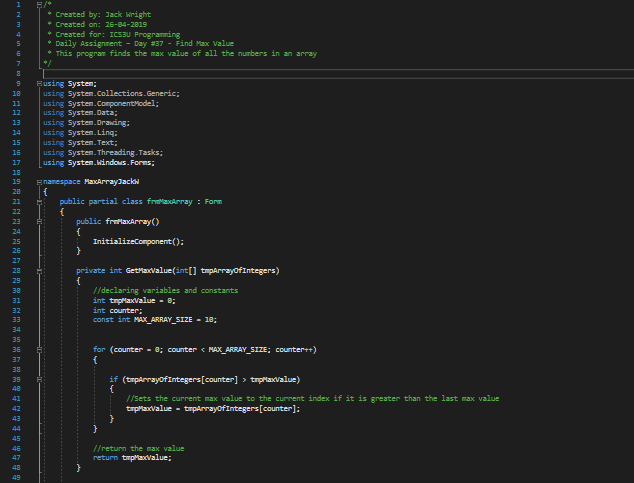 1 /*
2 * Created by: Jack Wright
3 * Created on: 26-04-2019
4 * Created for: ICS3U Programming
5 * Daily Assignment - Day #37 - Find Max Value
6 * This program finds the max value of all the numbers in an array
7 */
8
9 using System;
10 using System.Collections.Generic;
11 using System.ComponentModel;
12 using System.Data;
13 using System.Drawing;
14 using System.Linq;
15 using System.Text;
16 using System.Threading.Tasks;
17 using System.Windows.Forms;
18
19 namespace MaxArrayJackW
20 {
21 public partial class frmMaxArray : Form
22 {
23 public frmMaxArray()
24 {
25 InitializeComponent();
26 }
27
28 private int GetMaxValue(int[] tmpArrayOfIntegers)
29 {
30 //declaring variables and constants
31 int tmpMaxValue = 0;
32 int counter;
33 const int MAX_ARRAY_SIZE = 10;
34
35
36 for (counter = 0; counter < MAX_ARRAY_SIZE; counter++)
37 {
38
39 if (tmpArrayOfIntegers[counter] > tmpMaxValue)
40 {
41 //Sets the current max value to the current index if it is greater than the last max value
42 tmpMaxValue = tmpArrayOfIntegers[counter];
43 }
44 }
45
46 //return the max value
47 return tmpMaxValue;
48 }
49